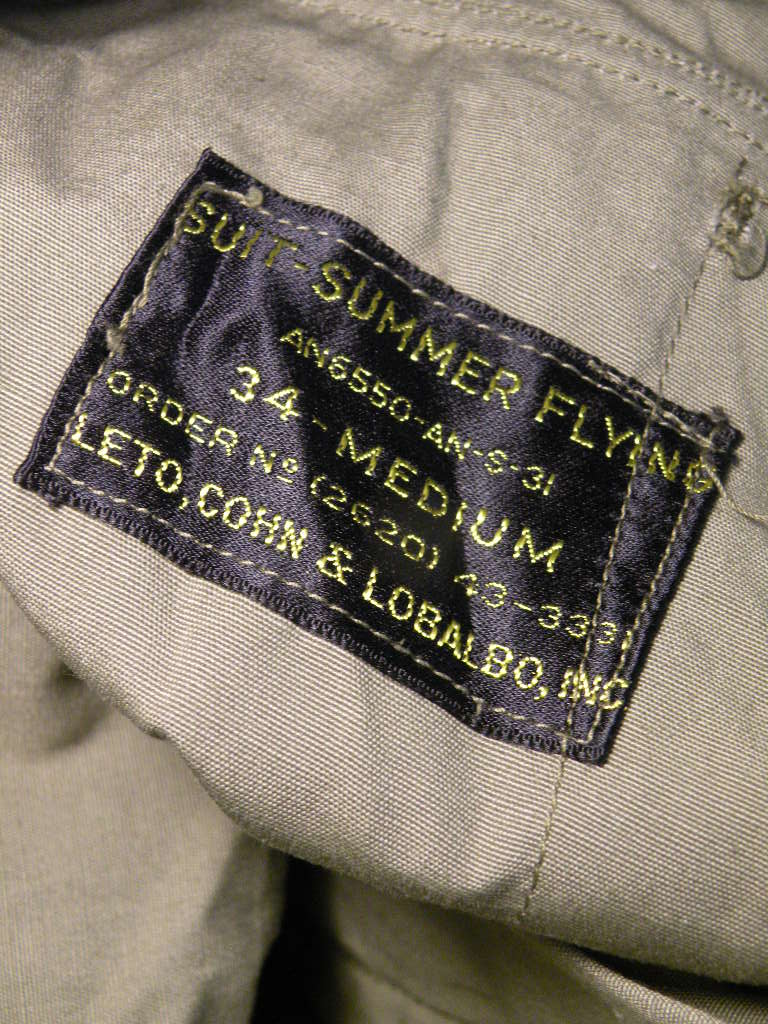 SUIT-SUMMER FLYING
AN6550-AN-S-31
34-MEDIUM
ORDER Nº (2620) 43-3331
LETO, COHN & LOBALBO, INC